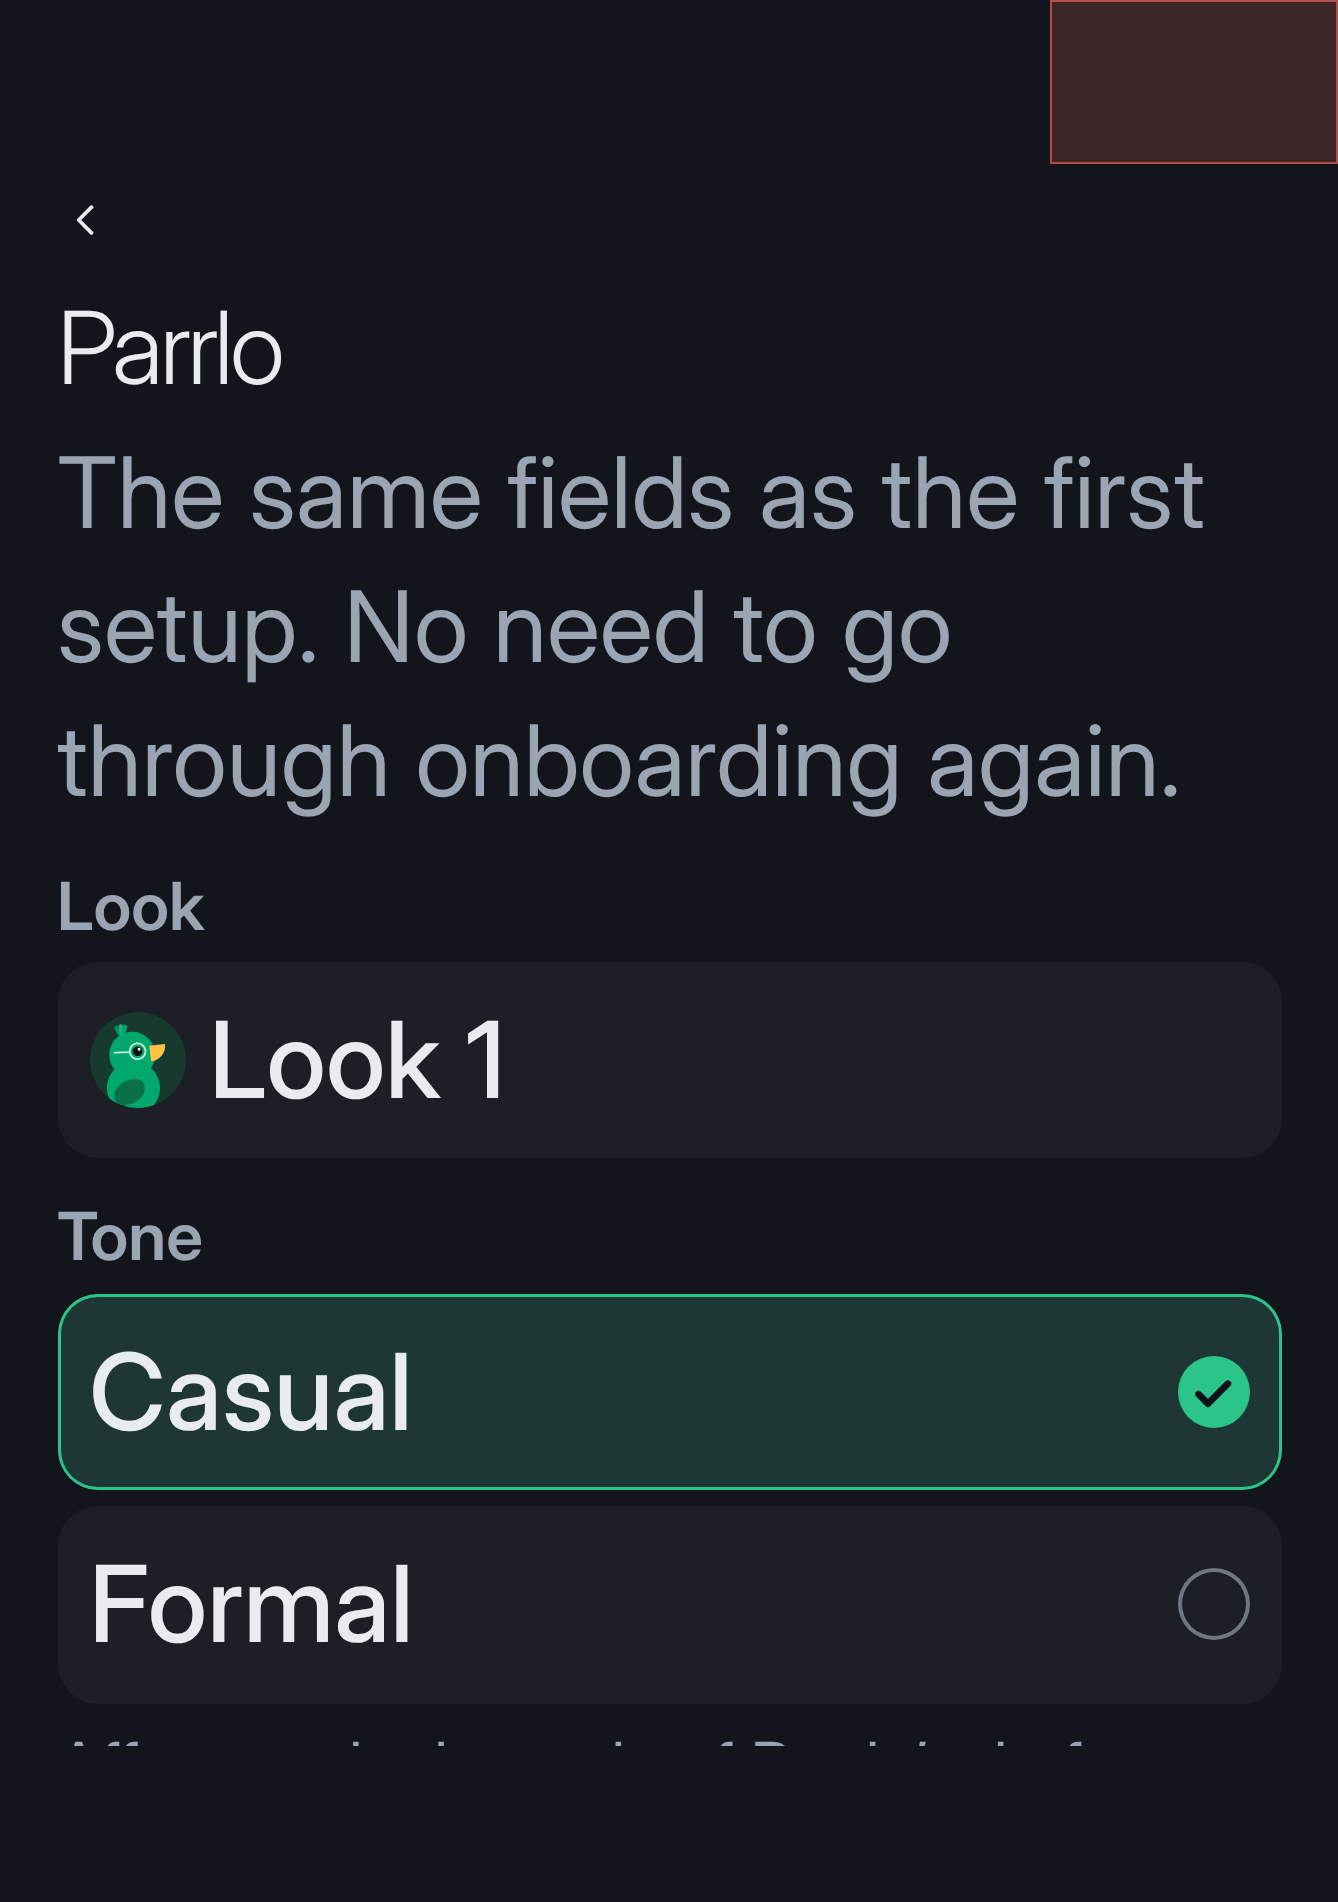 Parrlo
The same fields as the first
setup. No need to go
through onboarding again.
Look
Look 1
Tone
Casual
Formal